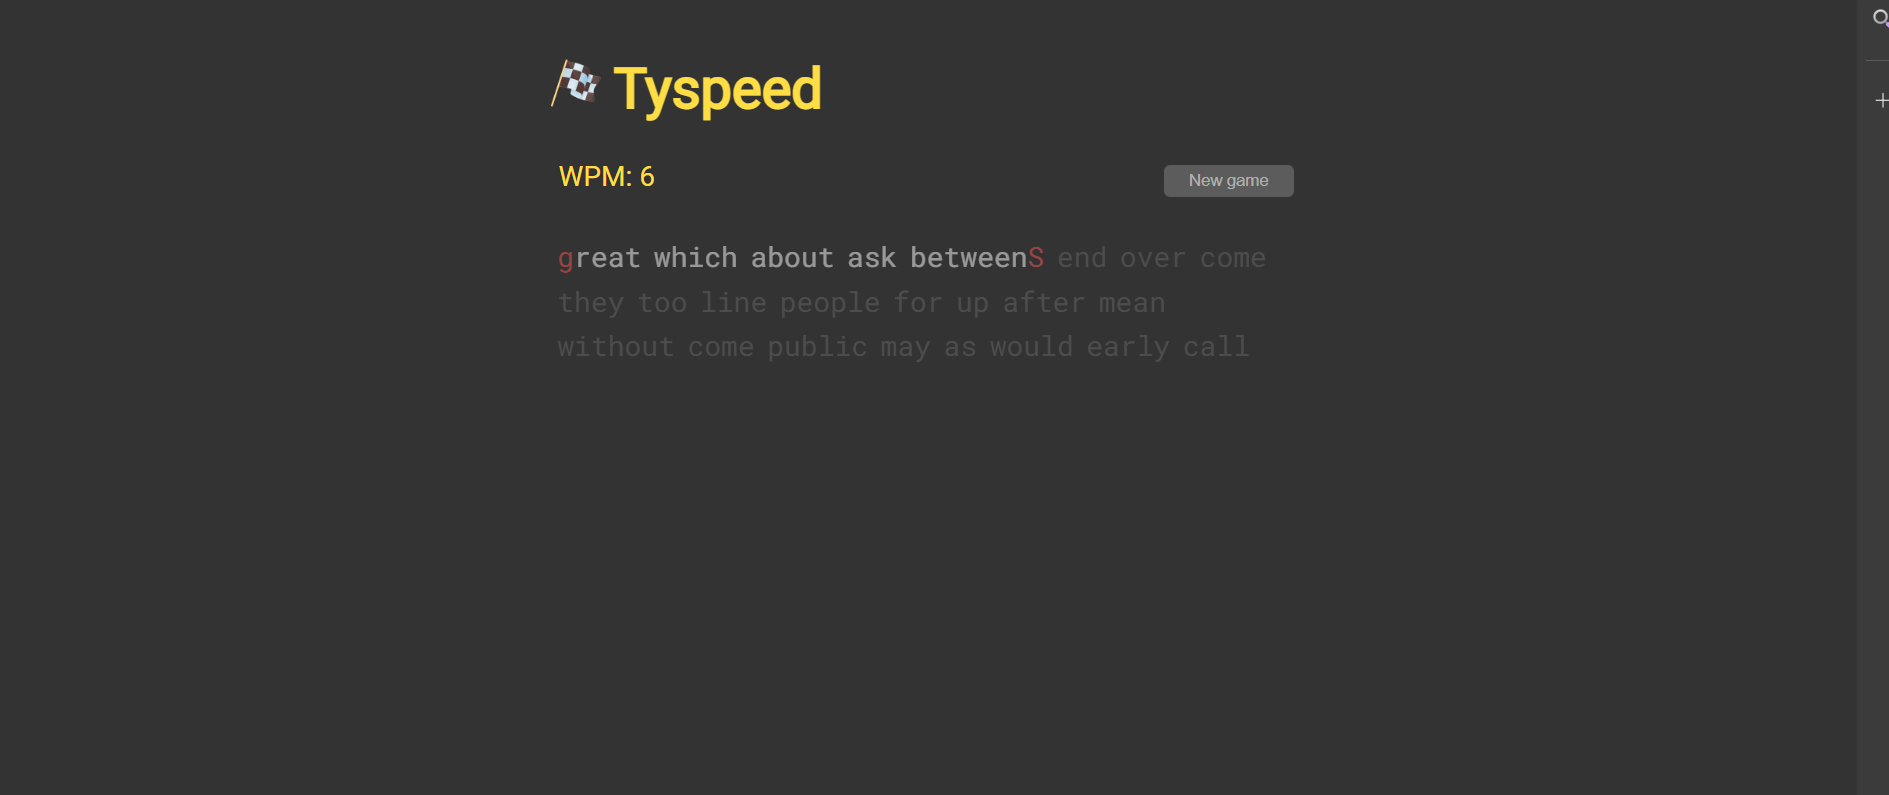 Tyspeed
WPM: 6
New game
great which about ask betweenS end over come
they too line people for up after mean
without come public may as would early call